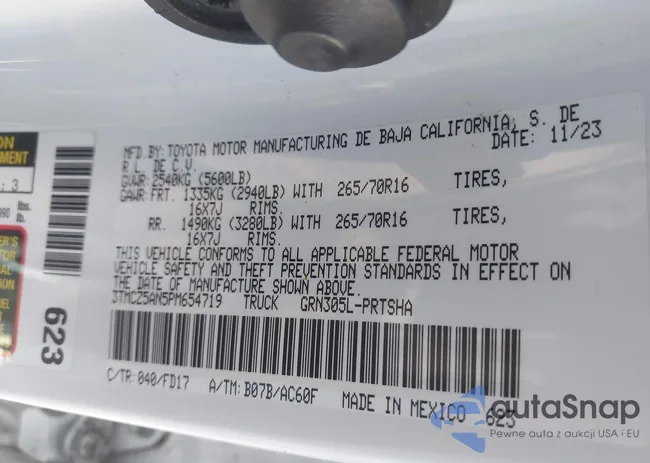 MFD.BY: TOYOTA MOTOR MANUFACTURING DE BAJA CALIFORNIA, S. DE
R.L. DE C.V. DATE: 11/23
GVWR: 2540KG (5600LB)
GAWR: FRT. 1335KG (2940LB) WITH 265/70R16 TIRES,
16X7J RIMS.
RR. 1490KG (3280LB) WITH 265/70R16 TIRES,
16X7J RIMS.
THIS VEHICLE CONFORMS TO ALL APPLICABLE FEDERAL MOTOR
VEHICLE SAFETY AND THEFT PREVENTION STANDARDS IN EFFECT ON
THE DATE OF MANUFACTURE SHOWN ABOVE.
3TMCZ5AN5PM654719 TRUCK GRN305L-PRTSHA
C/TR: 040/FD17 A/TM: B07B/AC60F MADE IN MEXICO 623
623
: 3
lbs.
kg.
autaSnap
Pewne auta z aukcji USA i EU